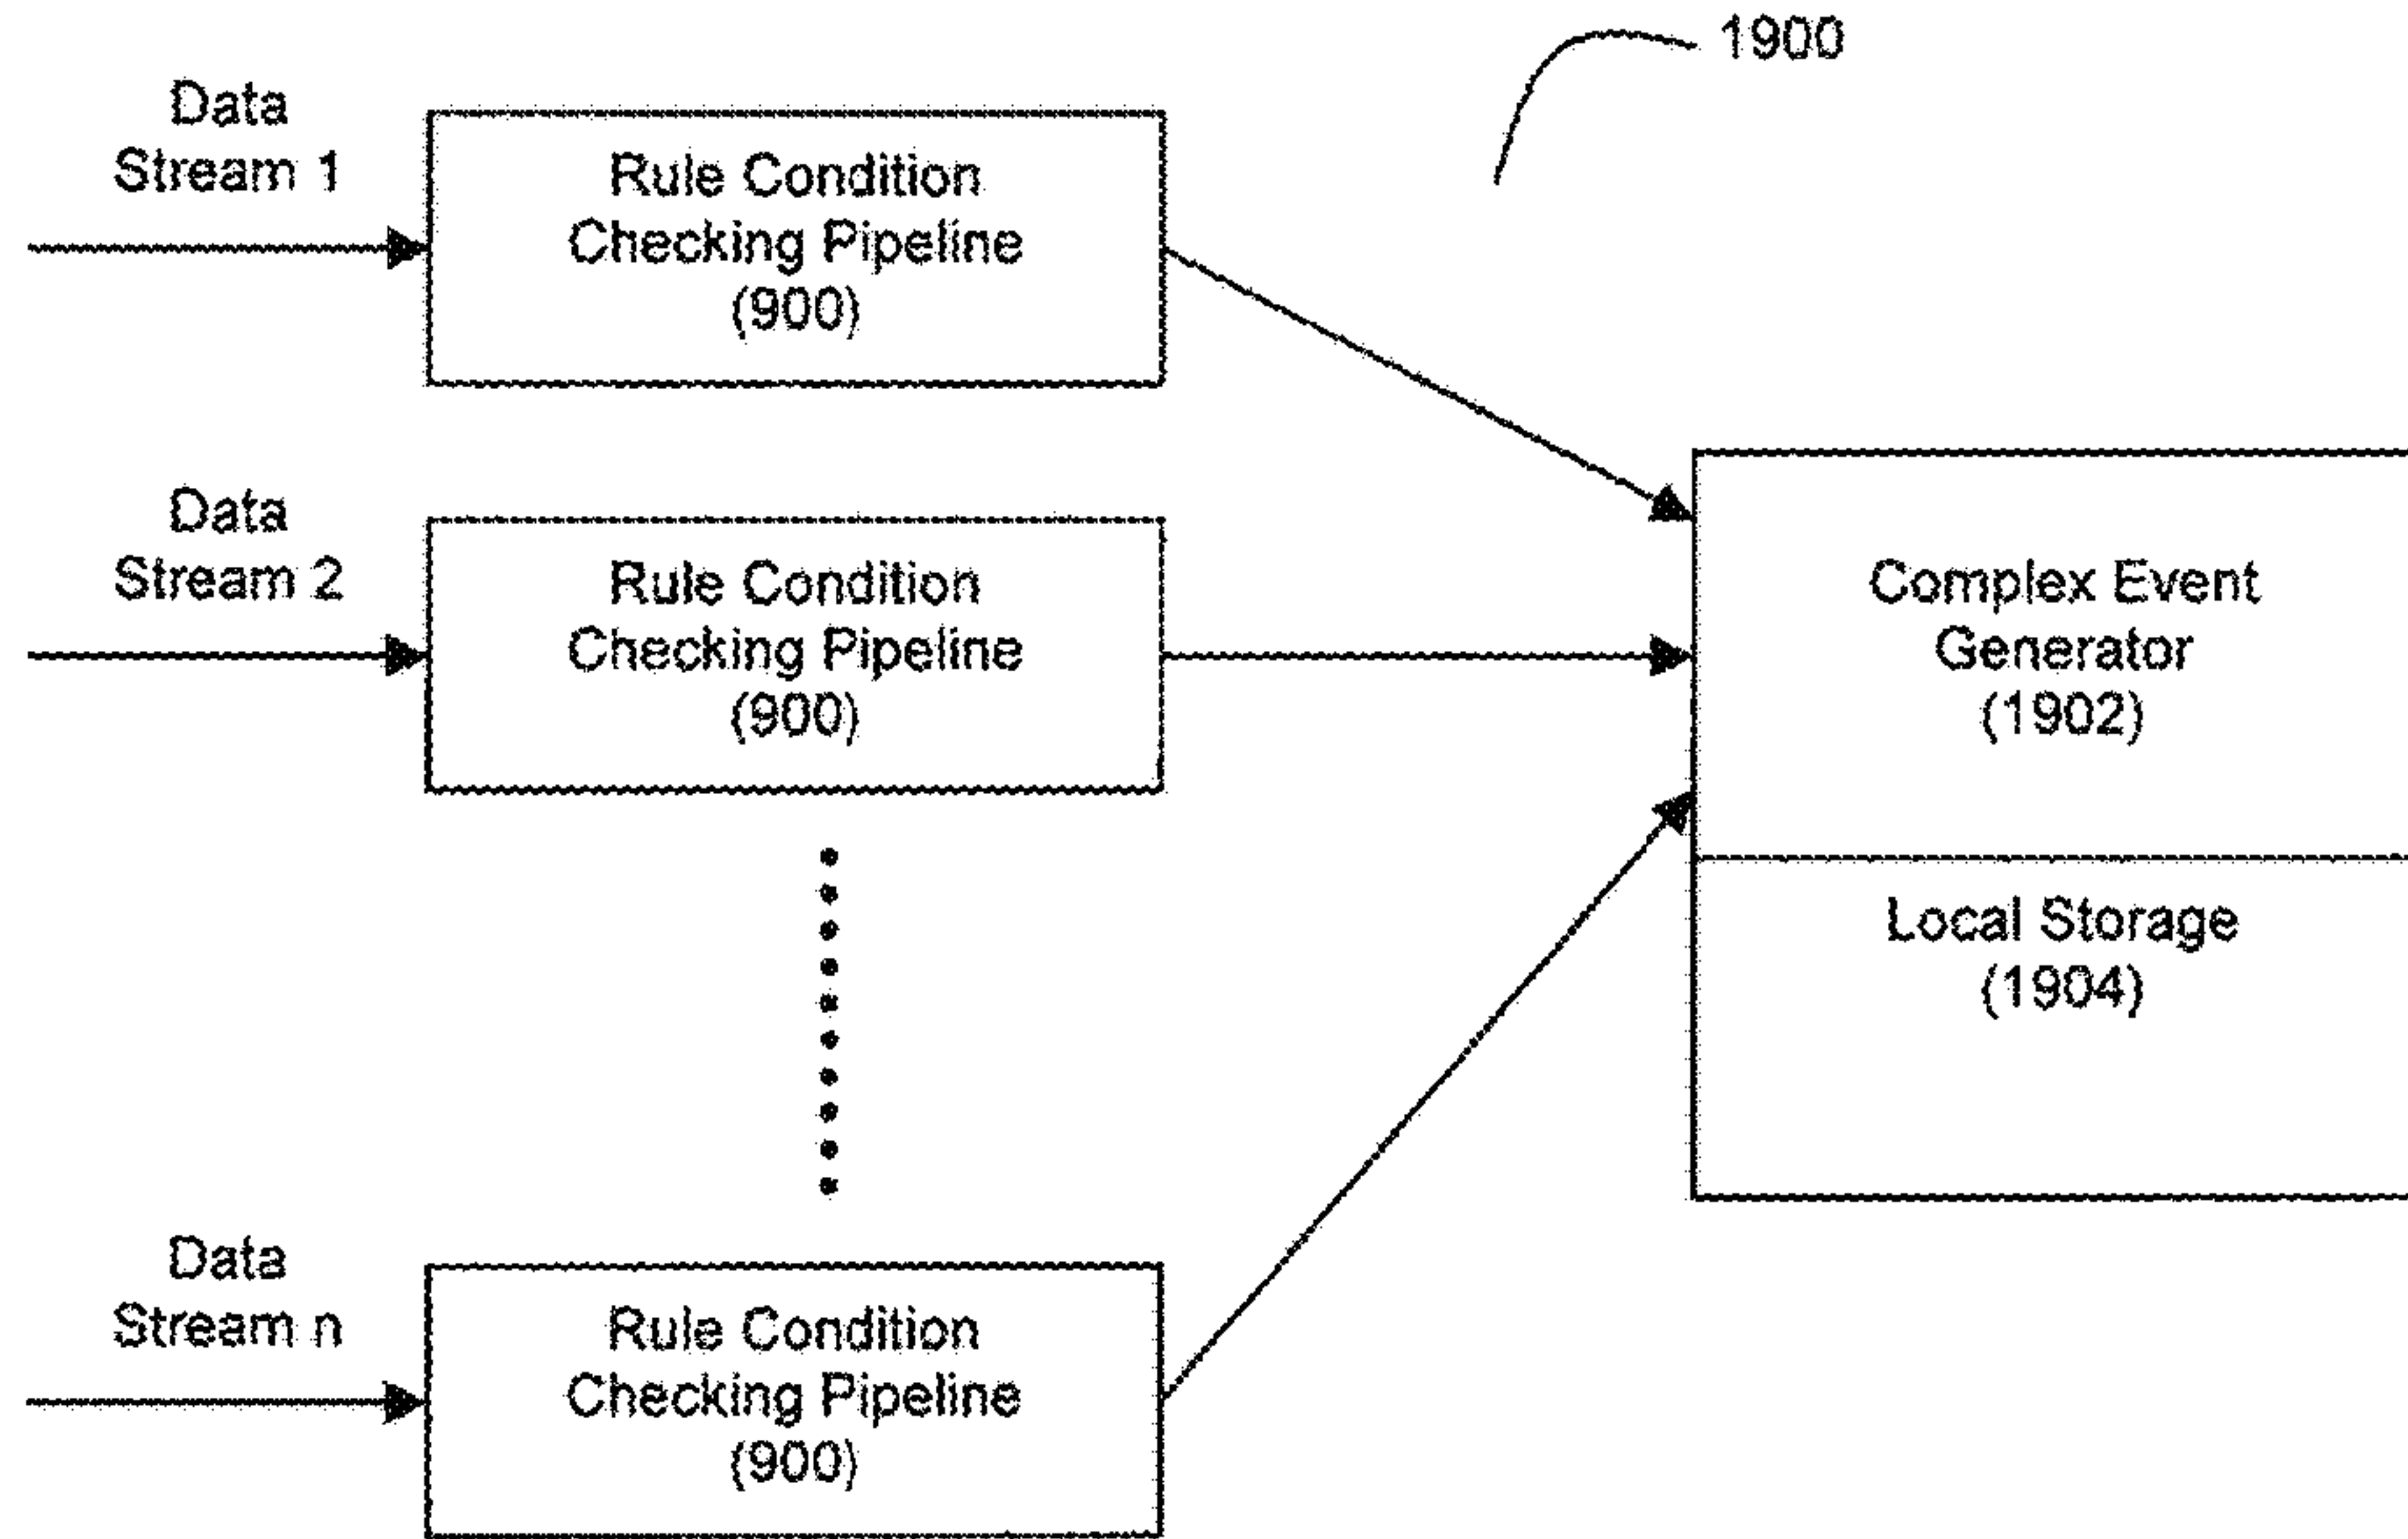 1900
Data
Stream 1
Rule Condition
Checking Pipeline
(900)
Data
Stream 2
Rule Condition
Checking Pipeline
(900)
Complex Event
Generator
(1902)
Local Storage
(1904)
Data
Stream n
Rule Condition
Checking Pipeline
(900)